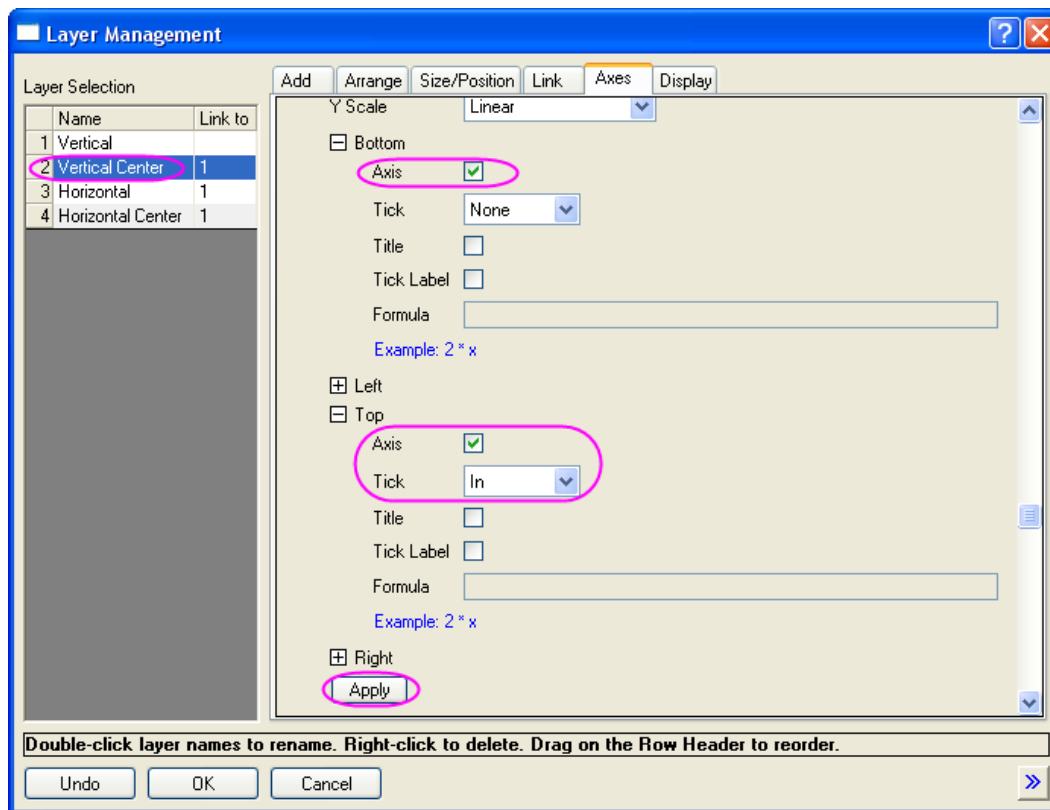 Layer Management
Layer Selection
Name Link to
1 Vertical
2 Vertical Center 1
3 Horizontal 1
4 Horizontal Center 1
Add Arrange Size/Position Link Axes Display
Y Scale Linear
Bottom
Axis
Tick None
Title
Tick Label
Formula
Example: 2 * x
Left
Top
Axis
Tick In
Title
Tick Label
Formula
Example: 2 * x
Right
Apply
Double-click layer names to rename. Right-click to delete. Drag on the Row Header to reorder.
Undo OK Cancel